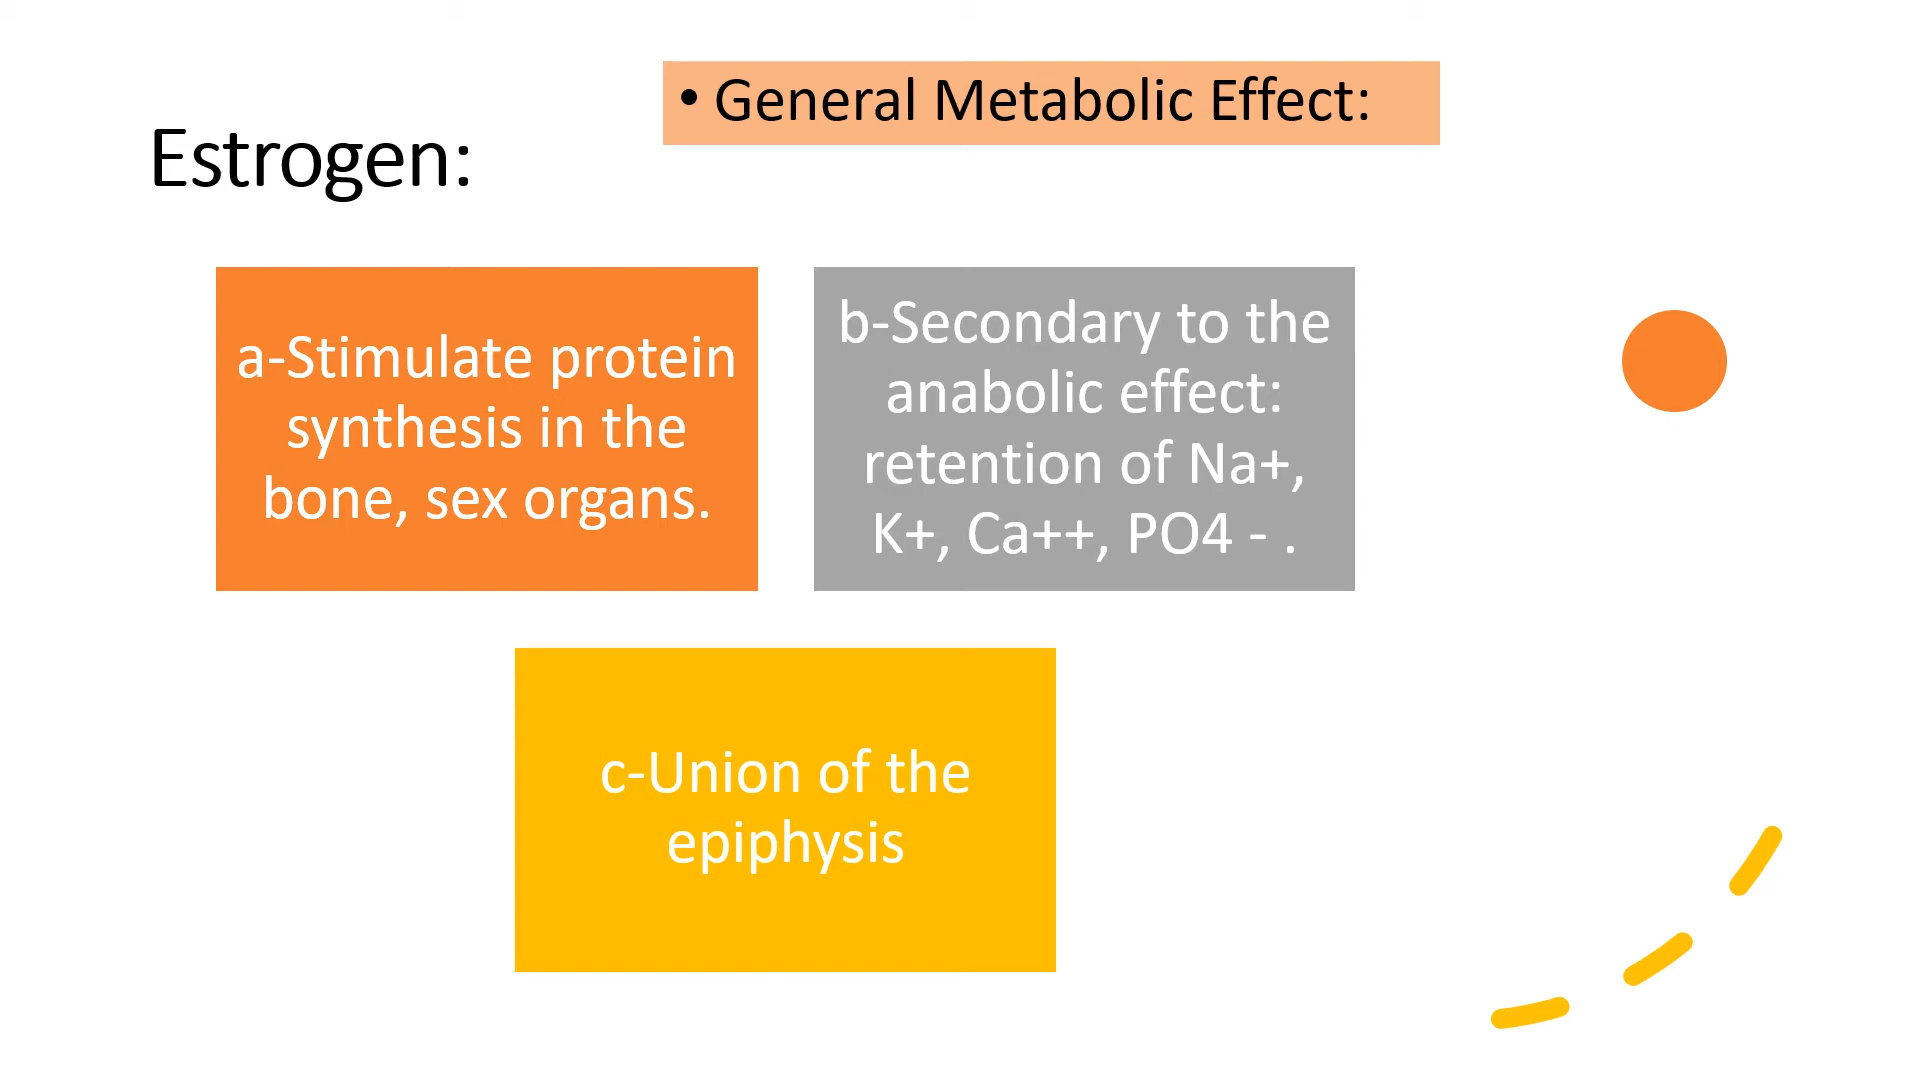 Estrogen:
• General Metabolic Effect:
a-Stimulate protein
synthesis in the
bone, sex organs.
b-Secondary to the
anabolic effect:
retention of Na+,
K+, Ca++, PO4 - .
c-Union of the
epiphysis